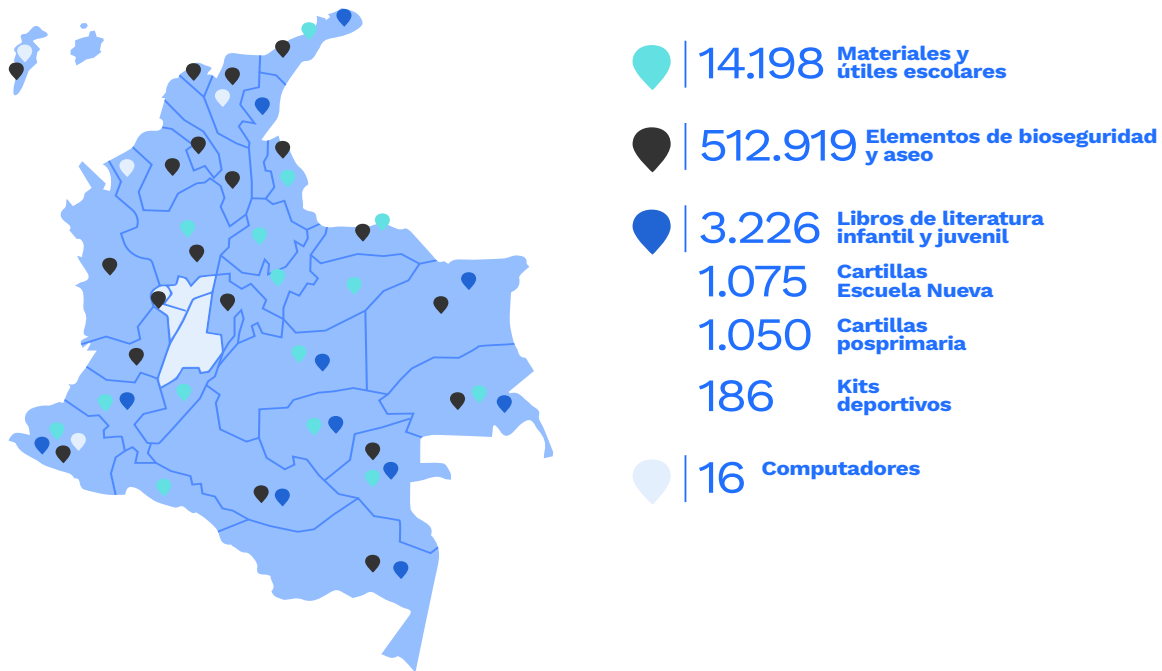 14.198 Materiales y
útiles escolares
512.919 Elementos de bioseguridad
y aseo
3.226 Libros de literatura
infantil y juvenil
1.075 Cartillas
Escuela Nueva
1.050 Cartillas
posprimaria
186 Kits
deportivos
16 Computadores